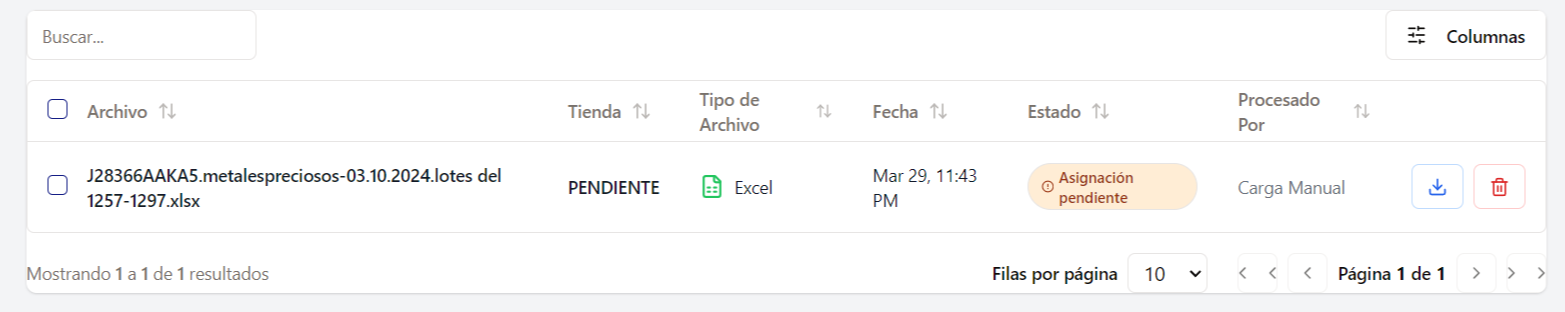 Buscar...
Columnas
Archivo
Tienda
Tipo de
Archivo
Fecha
Estado
Procesado
Por
J28366AAKA5.metalespreciosos-03.10.2024.lotes del
1257-1297.xlsx
PENDIENTE
Excel
Mar 29, 11:43
PM
Asignación
pendiente
Carga Manual
Mostrando 1 a 1 de 1 resultados
Filas por página 10
Página 1 de 1